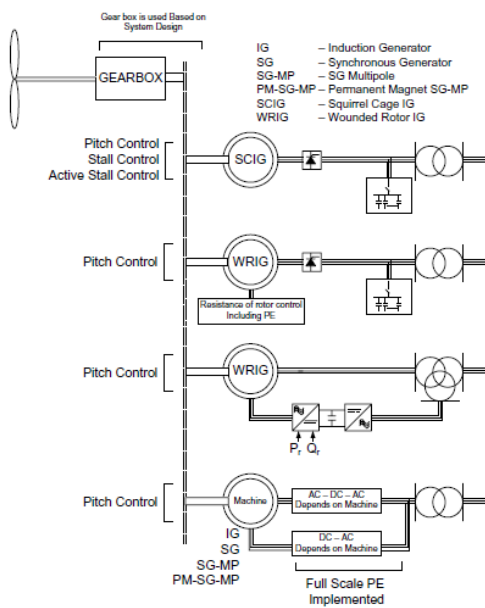 Gear box is used Based on
System Design
GEARBOX
IG – Induction Generator
SG – Synchronous Generator
SG-MP – SG Multipole
PM-SG-MP – Permanent Magnet SG-MP
SCIG – Squirrel Cage IG
WRIG – Wounded Rotor IG
Pitch Control
Stall Control
Active Stall Control
SCIG
Pitch Control
WRIG
Resistance of rotor control
Including PE
Pitch Control
WRIG
Pr Qr
Pitch Control
Machine
AC – DC – AC
Depends on Machine
DC – AC
Depends on Machine
IG
SG
SG-MP
PM-SG-MP
Full Scale PE
Implemented